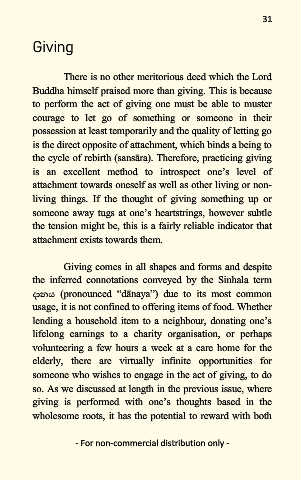 31
Giving
There is no other meritorious deed which the Lord
Buddha himself praised more than giving. This is because
to perform the act of giving one must be able to muster
courage to let go of something or someone in their
possession at least temporarily and the quality of letting go
is the direct opposite of attachment, which binds a being to
the cycle of rebirth (sansāra). Therefore, practicing giving
is an excellent method to introspect one's level of
attachment towards oneself as well as other living or non-
living things. If the thought of giving something up or
someone away tugs at one's heartstrings, however subtle
the tension might be, this is a fairly reliable indicator that
attachment exists towards them.
Giving comes in all shapes and forms and despite
the inferred connotations conveyed by the Sinhala term
දානය (pronounced “dānaya”) due to its most common
usage, it is not confined to offering items of food. Whether
lending a household item to a neighbour, donating one's
lifelong earnings to a charity organisation, or perhaps
volunteering a few hours a week at a care home for the
elderly, there are virtually infinite opportunities for
someone who wishes to engage in the act of giving, to do
so. As we discussed at length in the previous issue, where
giving is performed with one's thoughts based in the
wholesome roots, it has the potential to reward with both
- For non-commercial distribution only -